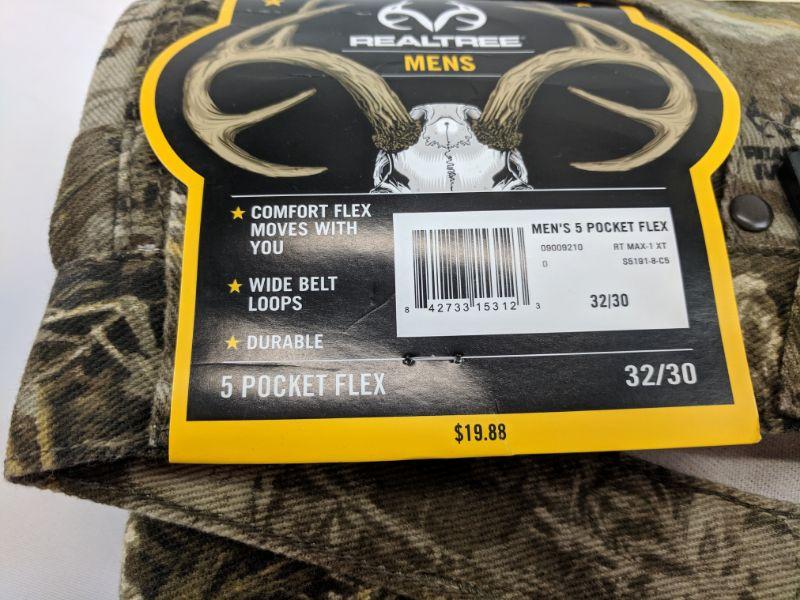 REALTREE
MENS
★ COMFORT FLEX
MOVES WITH
YOU
★ WIDE BELT
LOOPS
★ DURABLE
MEN'S 5 POCKET FLEX
09009210 RT MAX-1 XT
0 S5191-8-C5
32/30
8 42733 15312 3
5 POCKET FLEX 32/30
$19.88